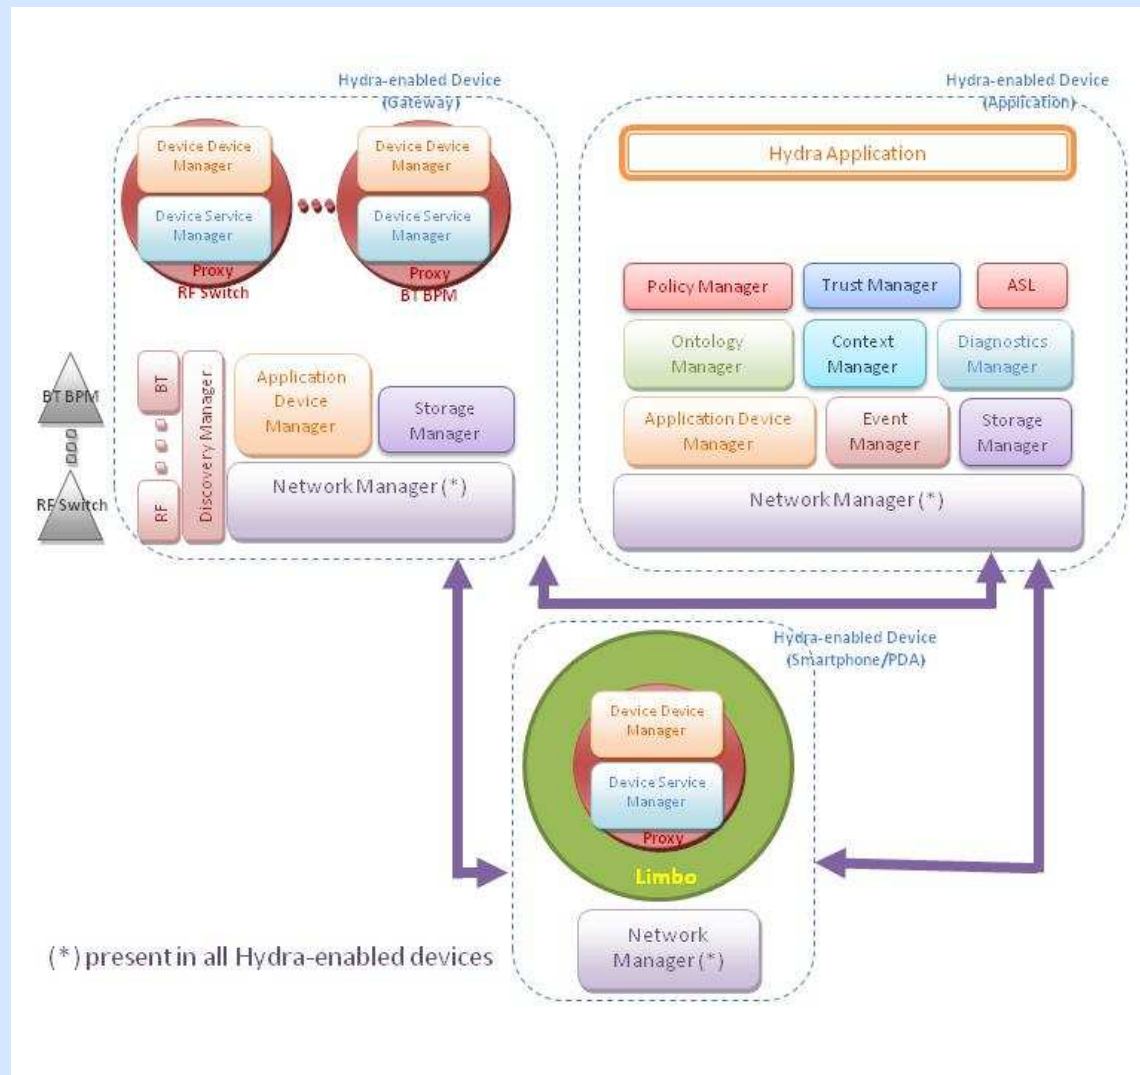 Hydra-enabled Device
(Gateway)
Device Device
Manager
Device Service
Manager
Proxy
RF Switch
Device Device
Manager
Device Service
Manager
Proxy
BT BPM
BT BPM
RF Switch
BT
RF
Discovery Manager
Application
Device
Manager
Storage
Manager
Network Manager (*)
Hydra-enabled Device
(Application)
Hydra Application
Policy Manager
Trust Manager
ASL
Ontology
Manager
Context
Manager
Diagnostics
Manager
Application Device
Manager
Event
Manager
Storage
Manager
Network Manager (*)
Hydra-enabled Device
(Smartphone/PDA)
Device Device
Manager
Device Service
Manager
Proxy
Limbo
Network
Manager (*)
(*) present in all Hydra-enabled devices